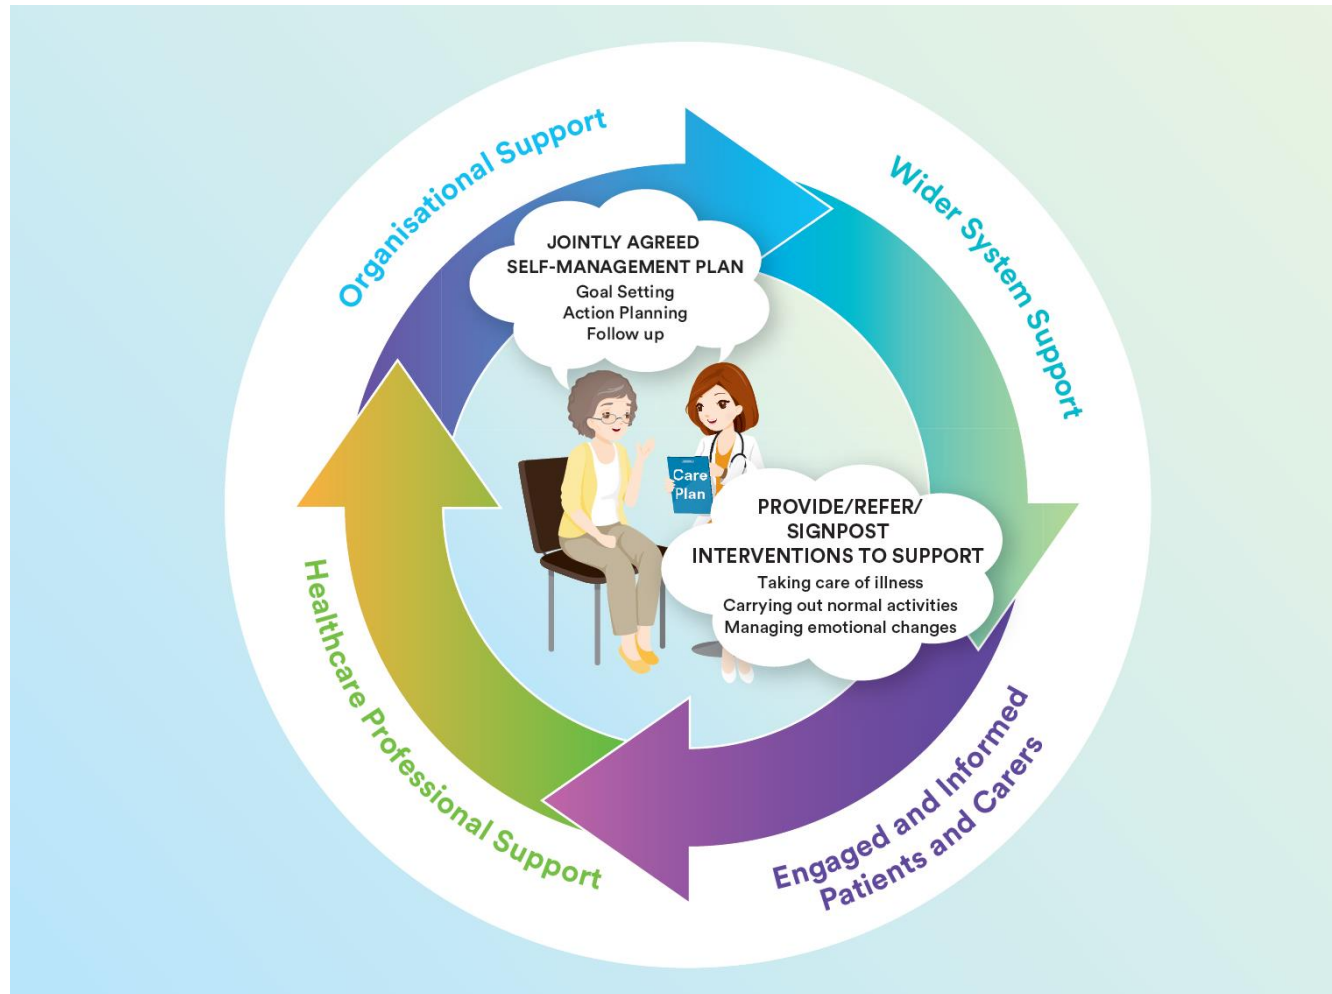 Organisational Support
Wider System Support
JOINTLY AGREED
SELF-MANAGEMENT PLAN
Goal Setting
Action Planning
Follow up
Care
Plan
PROVIDE/REFER/
SIGNPOST
INTERVENTIONS TO SUPPORT
Taking care of illness
Carrying out normal activities
Managing emotional changes
Healthcare Professional Support
Engaged and Informed
Patients and Carers